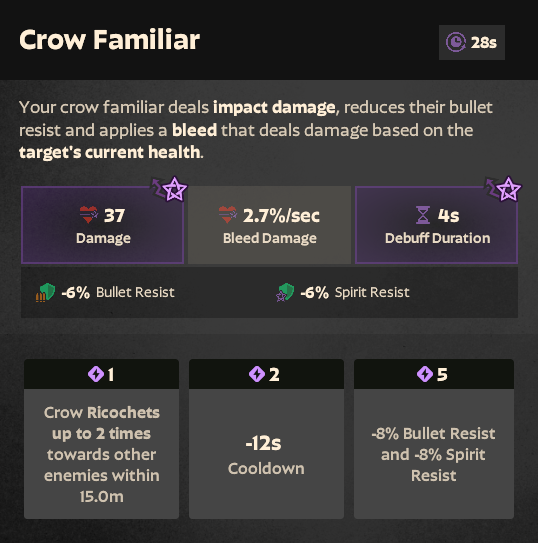 Crow Familiar
28s
Your crow familiar deals impact damage, reduces their bullet
resist and applies a bleed that deals damage based on the
target's current health.
37
Damage
2.7%/sec
Bleed Damage
4s
Debuff Duration
-6% Bullet Resist
-6% Spirit Resist
1
Crow Ricochets
up to 2 times
towards other
enemies within
15.0m
2
-12s
Cooldown
5
-8% Bullet Resist
and -8% Spirit
Resist